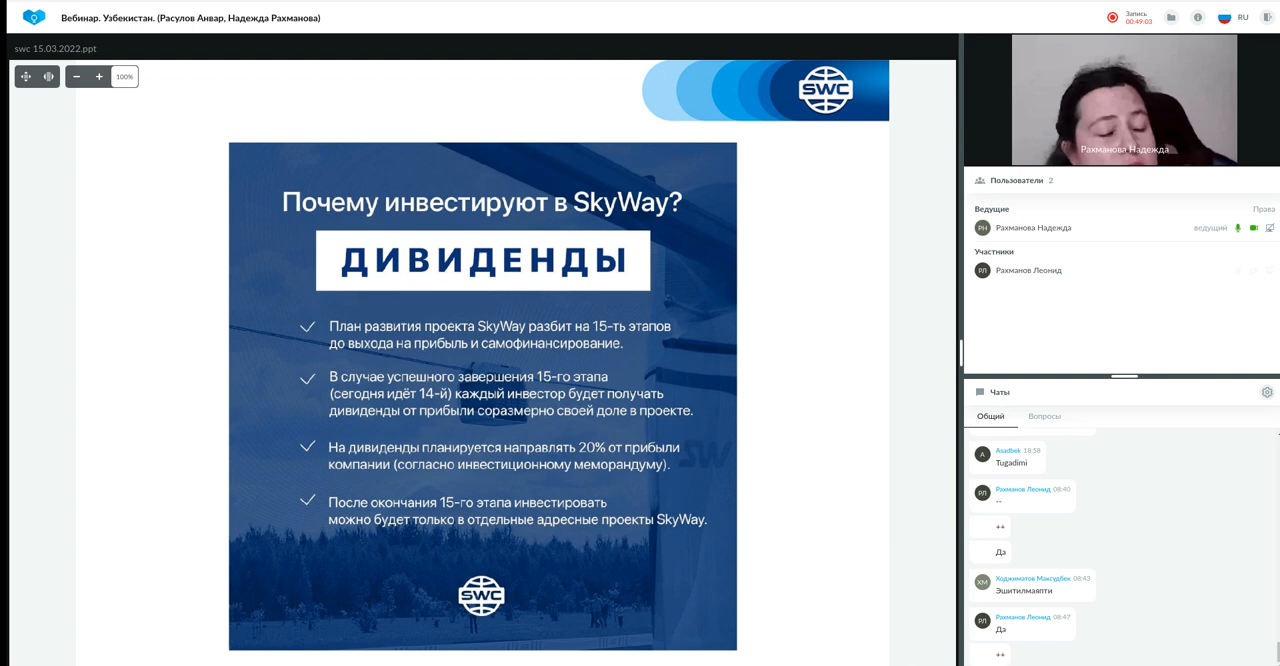 Вебинар. Узбекистан. (Расулов Анвар, Надежда Рахманова)
Запись
00:49:03
RU
swc 15.03.2022.ppt
100%
SWC
Почему инвестируют в SkyWay?
ДИВИДЕНДЫ
План развития проекта SkyWay разбит на 15-ть этапов
до выхода на прибыль и самофинансирование.
В случае успешного завершения 15-го этапа
(сегодня идёт 14-й) каждый инвестор будет получать
дивиденды от прибыли соразмерно своей доле в проекте.
На дивиденды планируется направлять 20% от прибыли
компании (согласно инвестиционному меморандуму).
После окончания 15-го этапа инвестировать
можно будет только в отдельные адресные проекты SkyWay.
SWC
Рахманова Надежда
Пользователи 2
Ведущие Права
РН Рахманова Надежда ведущий
Участники
РЛ Рахманов Леонид
Чаты
Общий Вопросы
A Asadbek 18:58
Tugadimi
РЛ Рахманов Леонид 08:40
--
++
Да
ХМ Ходжиматов Максудбек 08:43
Эшитилмаяпти
РЛ Рахманов Леонид 08:47
Да
++